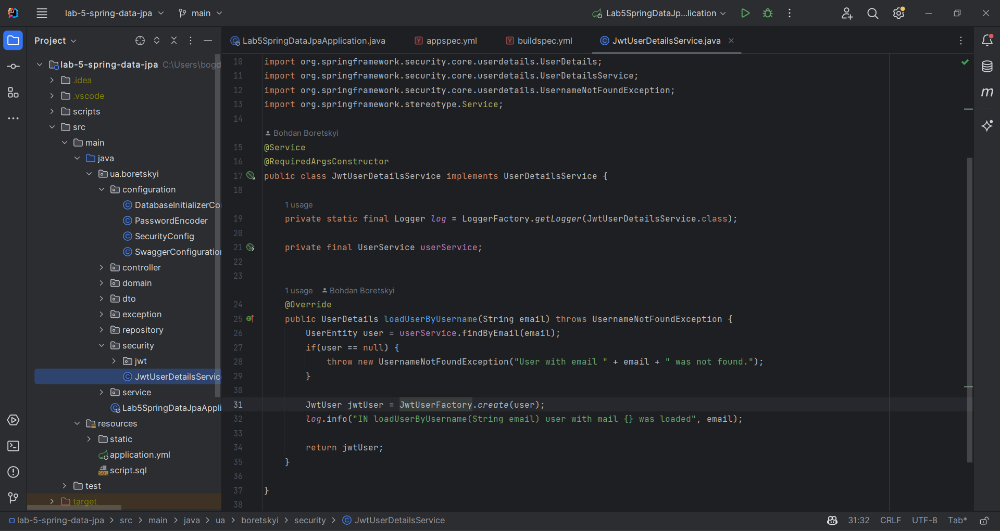 lab-5-spring-data-jpa main Lab5SpringDataJp...lication
Project
Lab5SpringDataJpaApplication.java appspec.yml buildspec.yml JwtUserDetailsService.java
lab-5-spring-data-jpa C:\Users\bogd
.idea
.vscode
scripts
src
main
java
ua.boretskyi
configuration
DatabaseInitializerCo
PasswordEncoder
SecurityConfig
SwaggerConfiguration
controller
domain
dto
exception
repository
security
jwt
JwtUserDetailsService
service
Lab5SpringDataJpaAppli
resources
static
application.yml
script.sql
test
target
10 import org.springframework.security.core.userdetails.UserDetails;
11 import org.springframework.security.core.userdetails.UserDetailsService;
12 import org.springframework.security.core.userdetails.UsernameNotFoundException;
13 import org.springframework.stereotype.Service;
14
Bohdan Boretskyi
15 @Service
16 @RequiredArgsConstructor
17 public class JwtUserDetailsService implements UserDetailsService {
18
1 usage
19 private static final Logger log = LoggerFactory.getLogger(JwtUserDetailsService.class);
20
21 private final UserService userService;
22
23
1 usage Bohdan Boretskyi
24 @Override
25 public UserDetails loadUserByUsername(String email) throws UsernameNotFoundException {
26 UserEntity user = userService.findByEmail(email);
27 if(user == null) {
28 throw new UsernameNotFoundException("User with email " + email + " was not found.");
29 }
30
31 JwtUser jwtUser = JwtUserFactory.create(user);
32 log.info("IN loadUserByUsername(String email) user with mail {} was loaded", email);
33
34 return jwtUser;
35 }
36
37 }
38
lab-5-spring-data-jpa > src > main > java > ua > boretskyi > security > JwtUserDetailsService 31:32 CRLF UTF-8 Tab*